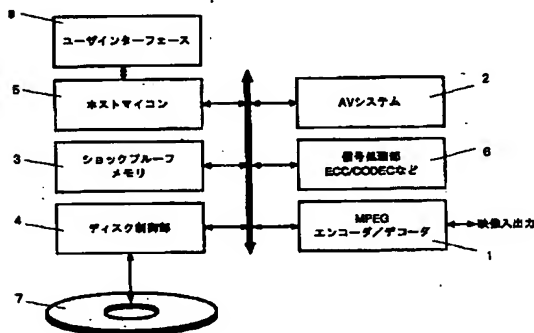 8
ユーザインターフェース
5
ホストマイコン
2
AVシステム
3
ショックプルーフ
メモリ
6
信号処理部
ECC/CODECなど
4
ディスク制御部
MPEG
エンコーダ/デコーダ
映像入出力
1
7